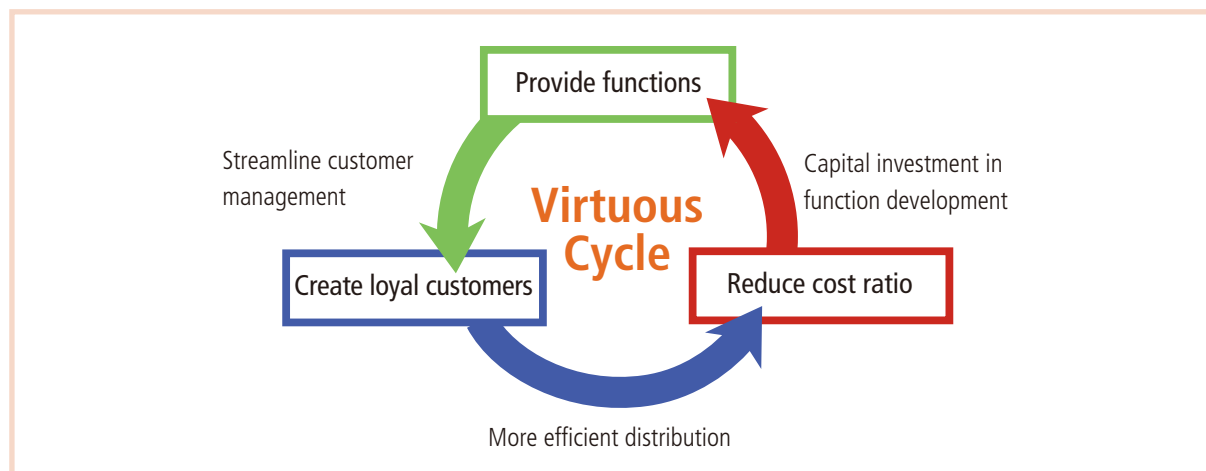 Provide functions
Streamline customer
management
Capital investment in
function development
Virtuous
Cycle
Create loyal customers
Reduce cost ratio
More efficient distribution